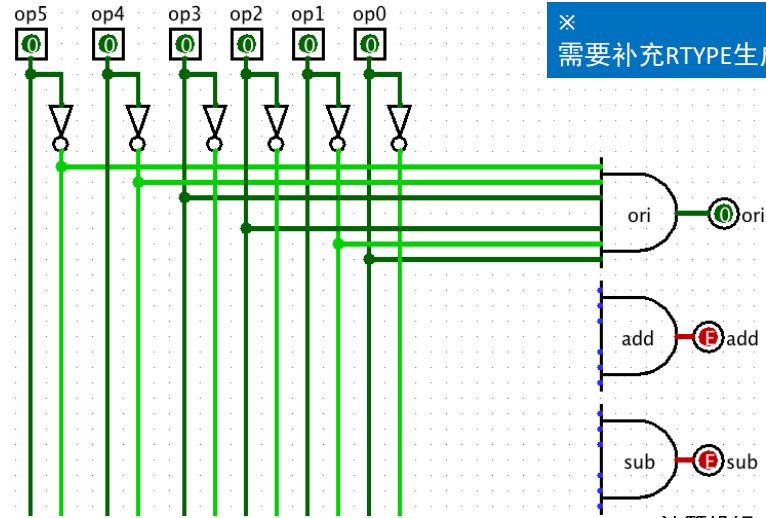 op5 op4 op3 op2 op1 op0
0 0 0 0 0 0
※
需要补充RTYPE生
ori 0 ori
add E add
sub E sub